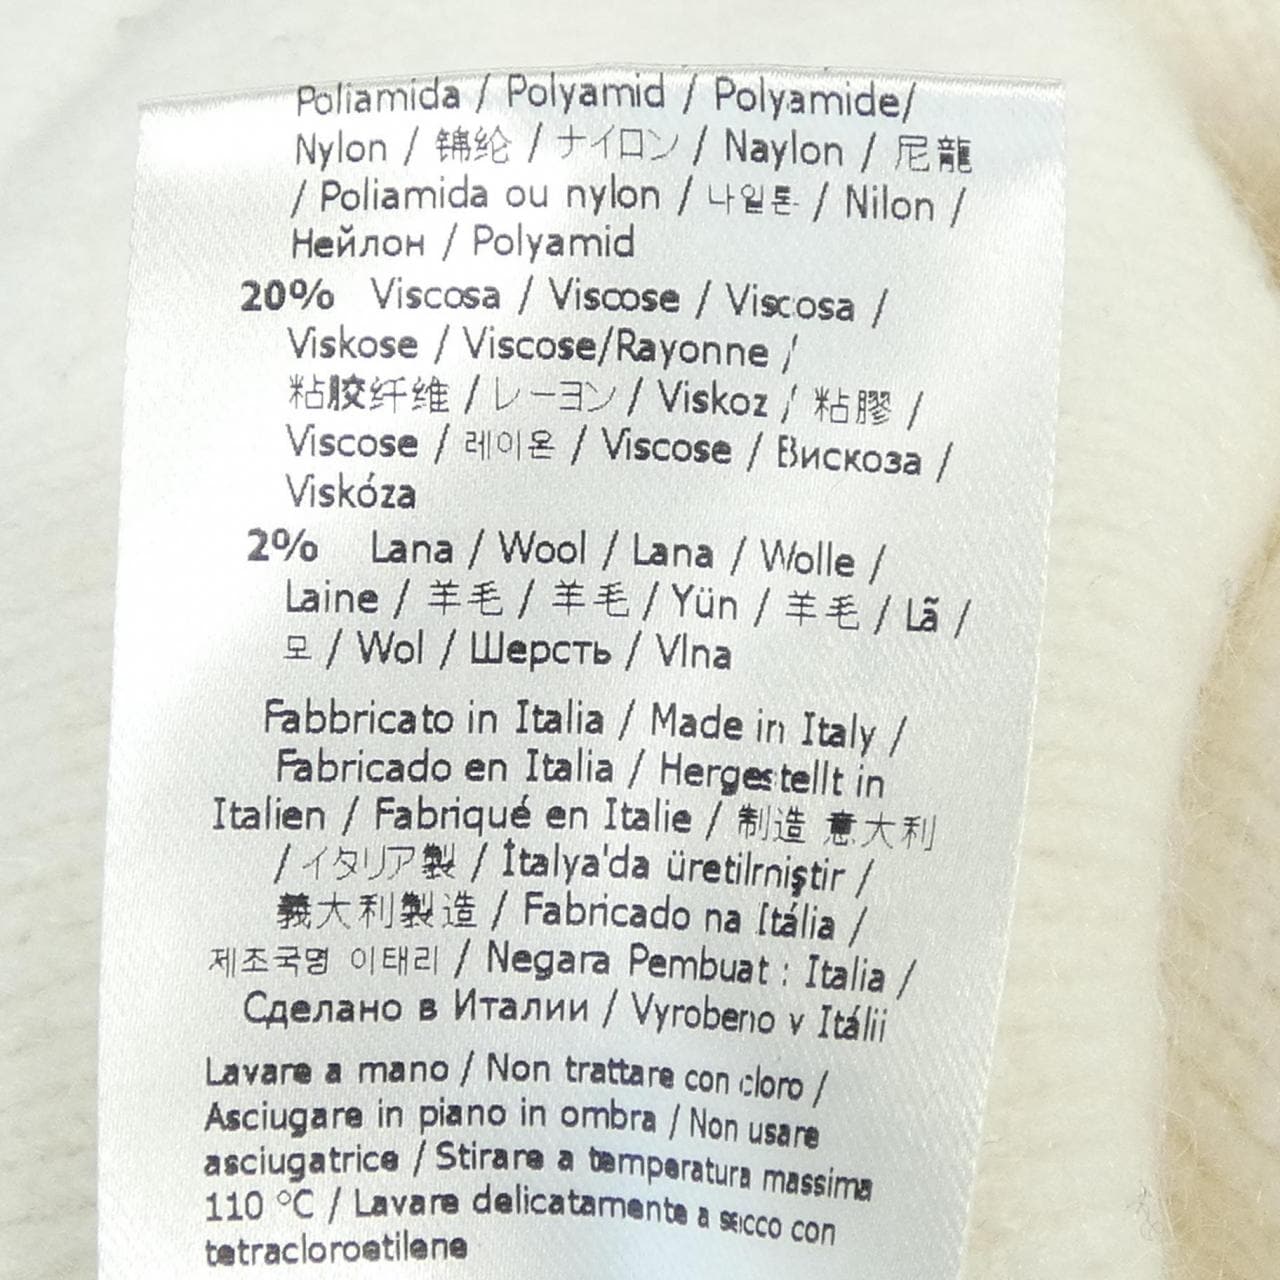 Poliamida / Polyamid / Polyamide/
Nylon / 锦纶 / ナイロン / Naylon / 尼龍
/ Poliamida ou nylon / 나일론 / Nilon /
Нейлон / Polyamid
20% Viscosa / Viscose / Viscosa /
Viskose / Viscose/Rayonne /
粘胶纤维 / レーヨン / Viskoz / 粘膠 /
Viscose / 레이온 / Viscose / Вискоза /
Viskóza
2% Lana / Wool / Lana / Wolle /
Laine / 羊毛 / 羊毛 / Yün / 羊毛 / Lã /
모 / Wol / Шерсть / Vlna
Fabbricato in Italia / Made in Italy /
Fabricado en Italia / Hergestellt in
Italien / Fabriqué en Italie / 制造 意大利
/ イタリア製 / İtalya'da üretilmiştir /
義大利製造 / Fabricado na Itália /
제조국명 이태리 / Negara Pembuat : Italia /
Сделано в Италии / Vyrobeno v Itálii
Lavare a mano / Non trattare con cloro /
Asciugare in piano in ombra / Non usare
asciugatrice / Stirare a temperatura massima
110 °C / Lavare delicatamente a secco con
tetracloroetilene